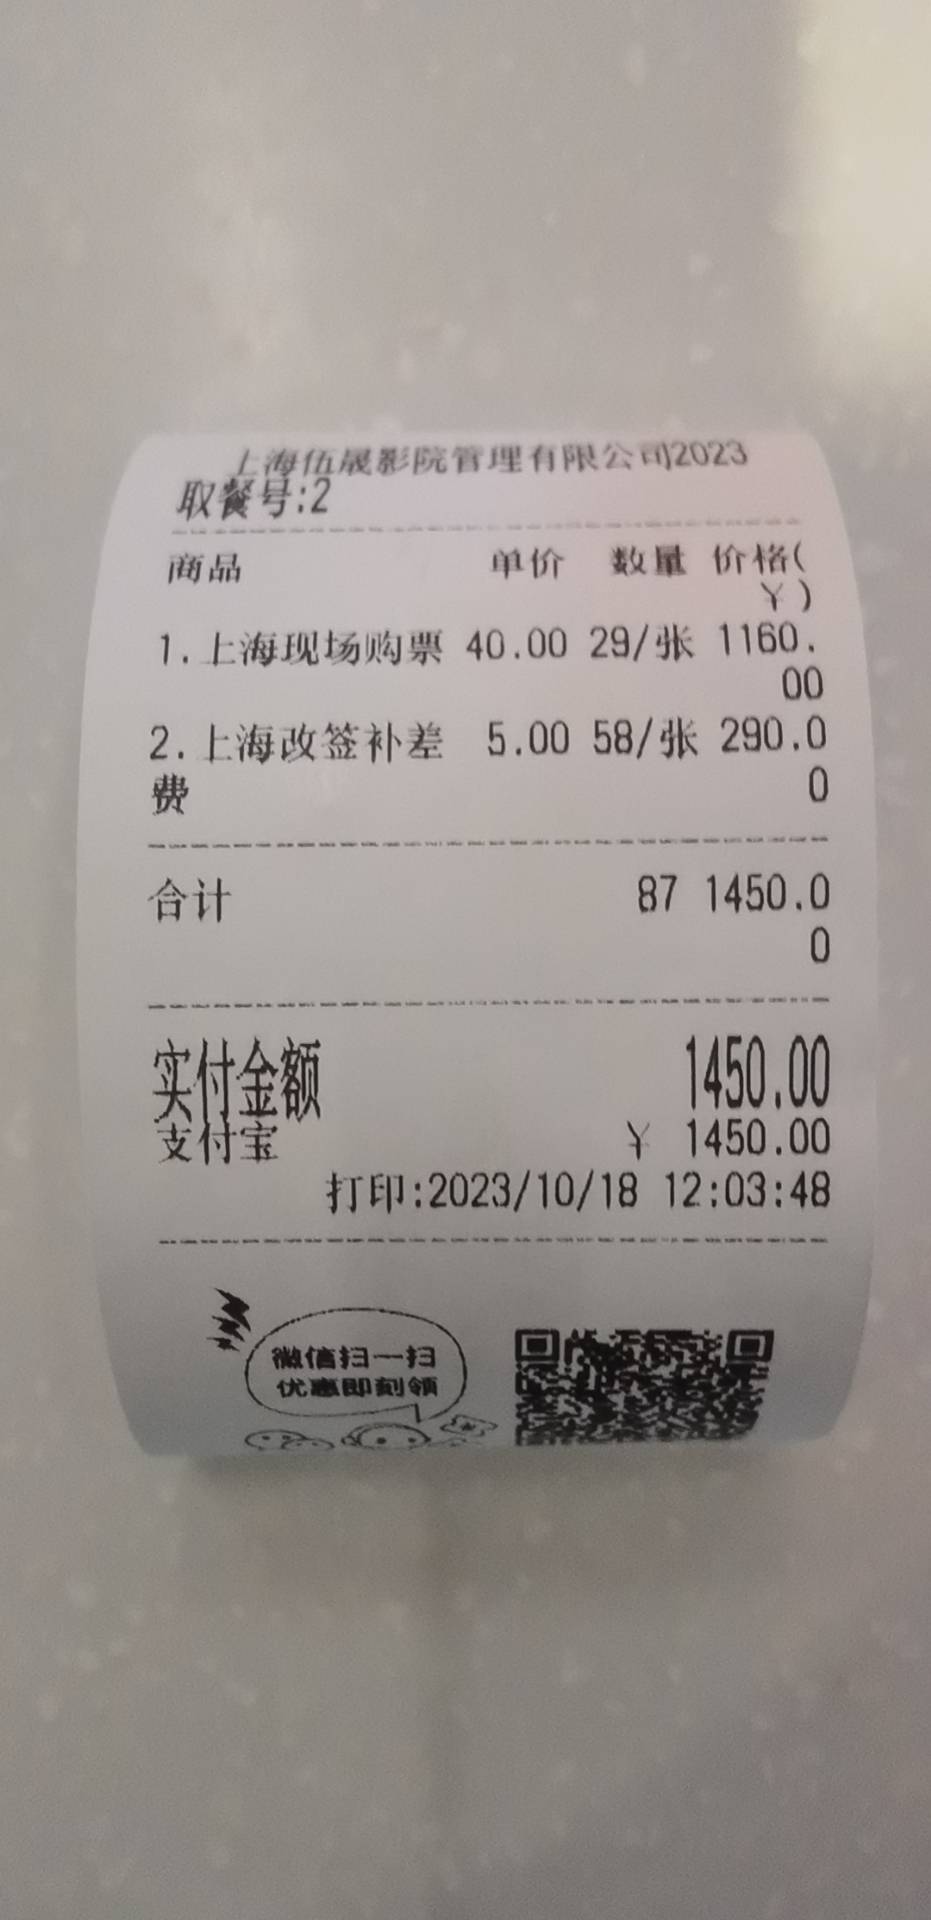 上海伍晟影院管理有限公司2023
取餐号:2
商品 单价 数量 价格(
¥)
1.上海现场购票 40.00 29/张 1160.
00
2.上海改签补差 5.00 58/张 290.0
费 0
合计 87 1450.0
0
实付金额 1450.00
支付宝 ¥ 1450.00
打印:2023/10/18 12:03:48
微信扫一扫
优惠即刻领